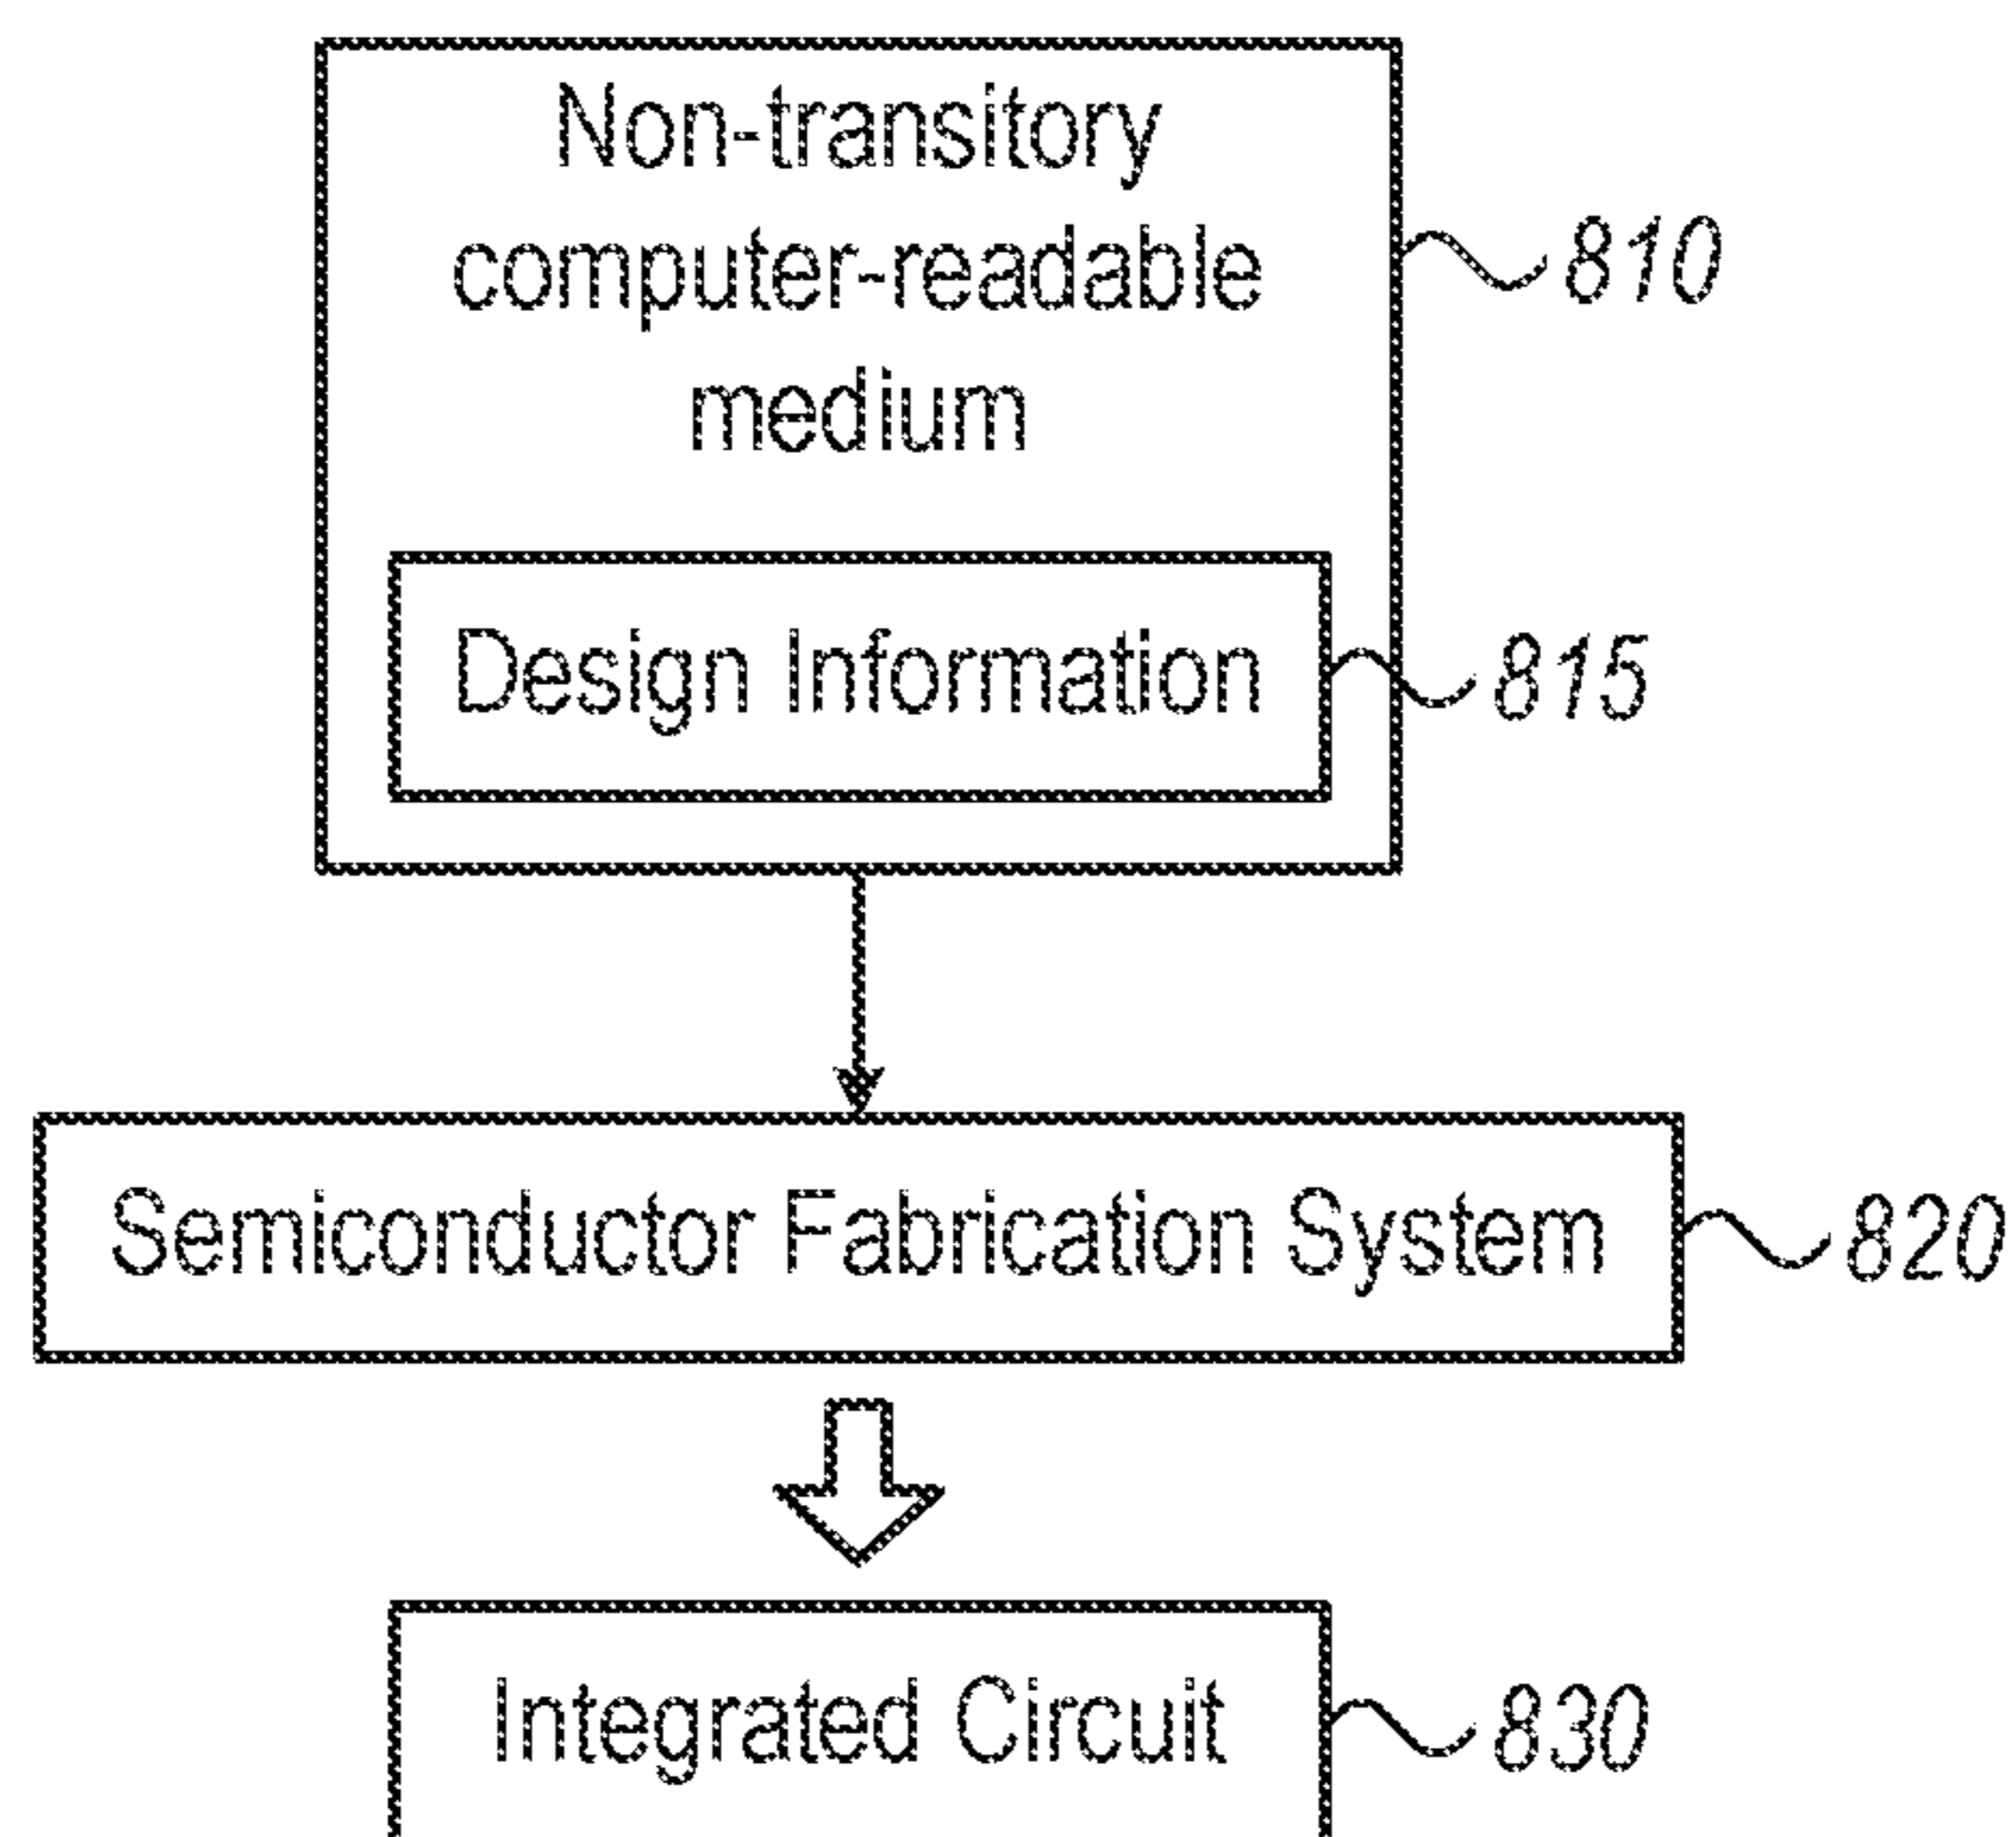 Non-transitory
computer-readable
medium
810
Design Information
815
Semiconductor Fabrication System
820
Integrated Circuit
830